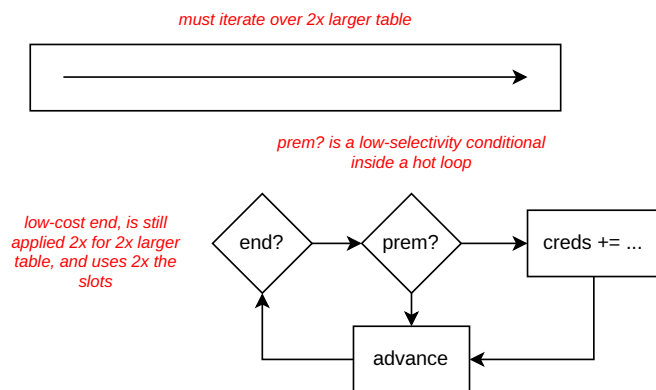 must iterate over 2x larger table
prem? is a low-selectivity conditional
inside a hot loop
low-cost end, is still
applied 2x for 2x larger
table, and uses 2x the
slots
end?
prem?
creds += ...
advance